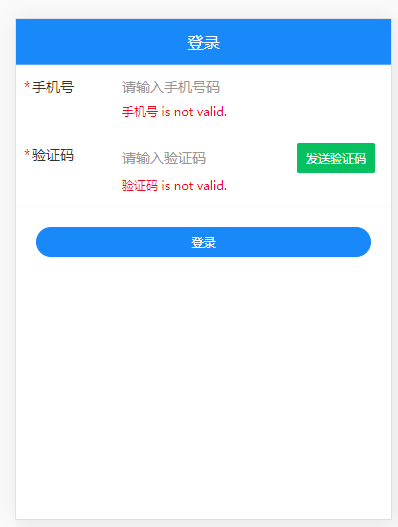 登录
*手机号 请输入手机号码
手机号 is not valid.
*验证码 请输入验证码 发送验证码
验证码 is not valid.
登录